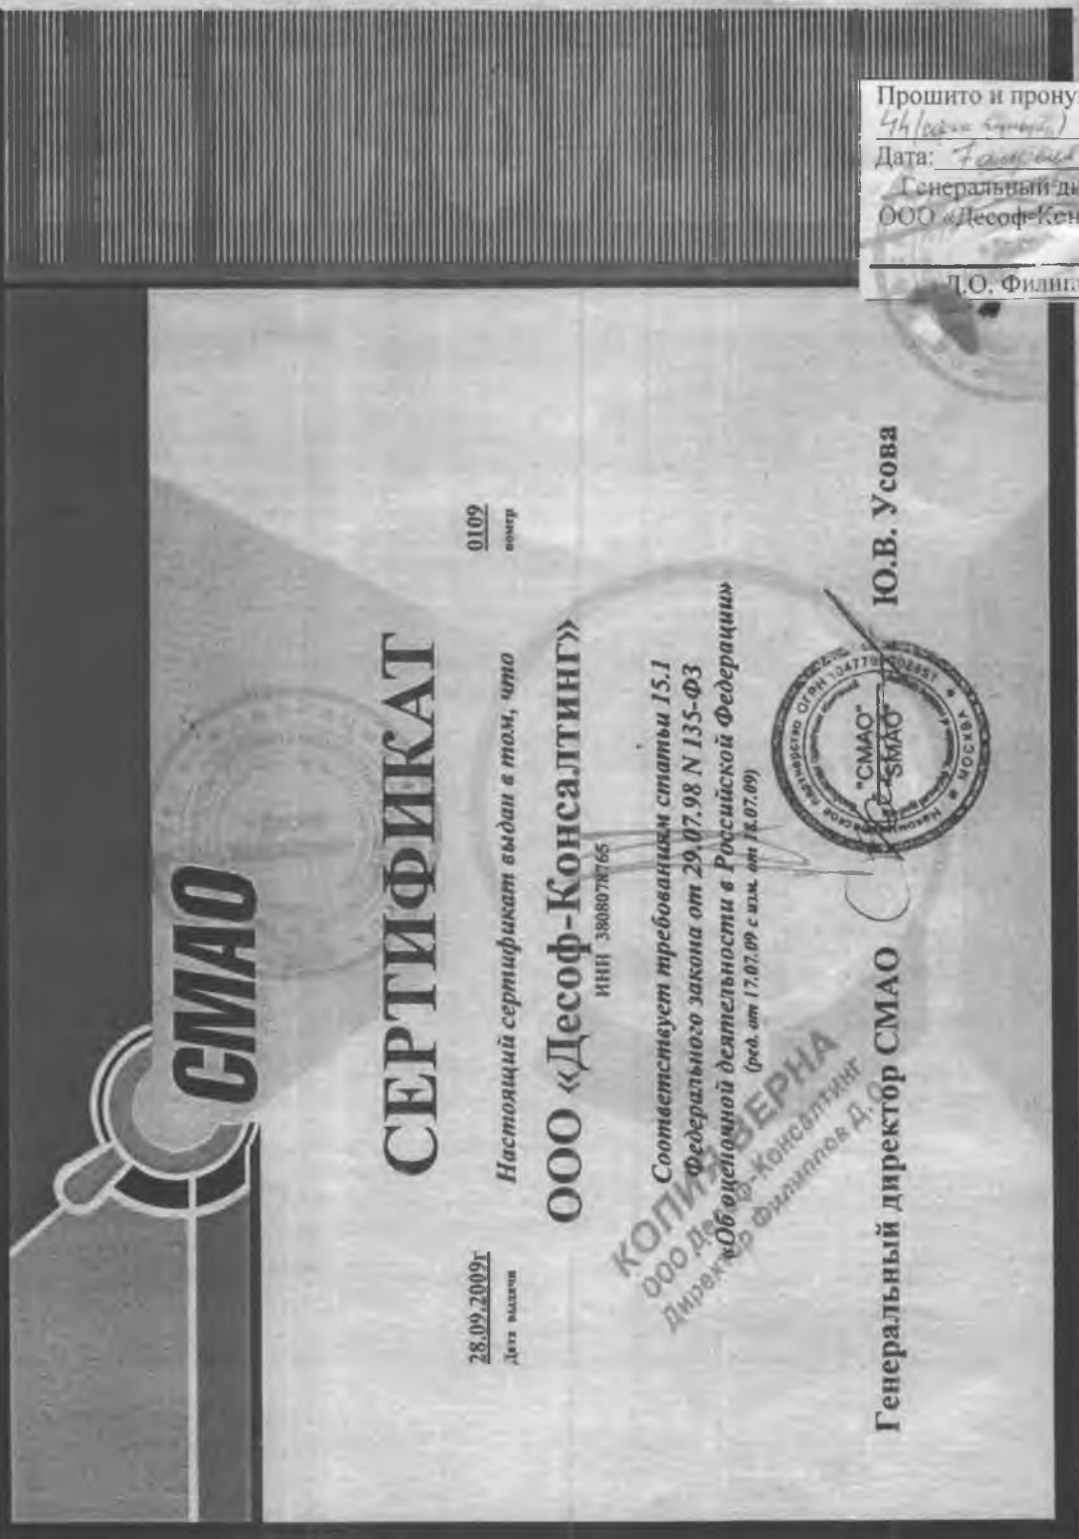 СМАО
СЕРТИФИКАТ
28.09.2009г
Дата выдачи
0109
номер
Настоящий сертификат выдан в том, что
ООО «Десоф-Консалтинг»
ИНН 3808078765
Соответствует требованиям статьи 15.1
Федерального закона от 29.07.98 N 135-ФЗ
«Об оценочной деятельности в Российской Федерации»
(ред. от 17.07.09 с изм. от 18.07.09)
КОПИЯ ВЕРНА
ООО Десоф-Консалтинг
Директор Филиппов Д.О.
Генеральный директор СМАО
Ю.В. Усова
"СМАО"
"SMAO"
МОСКВА
Прошито и прону
44
Дата: 7
Генеральный ди
ООО «Десоф-Кон
Д.О. Филип